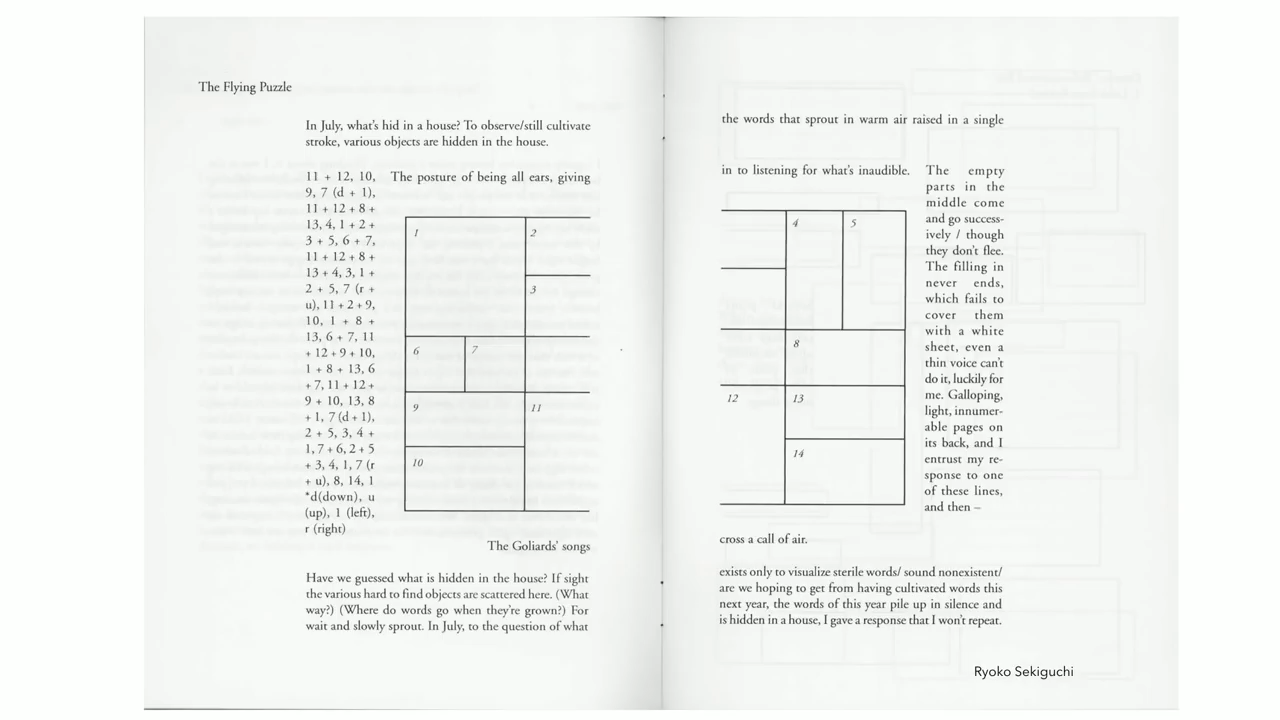 The Flying Puzzle
In July, what's hid in a house? To observe/still cultivate
stroke, various objects are hidden in the house.
11 + 12, 10,
9, 7 (d + 1),
11 + 12 + 8 +
13, 4, 1 + 2 +
3 + 5, 6 + 7,
11 + 12 + 8 +
13 + 4, 3, 1 +
2 + 5, 7 (r +
u), 11 + 2 + 9,
10, 1 + 8 +
13, 6 + 7, 11
+ 12 + 9 + 10,
1 + 8 + 13, 6
+ 7, 11 + 12 +
9 + 10, 13, 8
+ 1, 7 (d + 1),
2 + 5, 3, 4 +
1, 7 + 6, 2 + 5
+ 3, 4, 1, 7 (r
+ u), 8, 14, 1
*d(down), u
(up), 1 (left),
r (right)
The posture of being all ears, giving
1
2
3
6
7
9
11
10
The Goliards' songs
Have we guessed what is hidden in the house? If sight
the various hard to find objects are scattered here. (What
way?) (Where do words go when they're grown?) For
wait and slowly sprout. In July, to the question of what
the words that sprout in warm air raised in a single
in to listening for what's inaudible.
4
5
8
12
13
14
The empty
parts in the
middle come
and go success-
ively / though
they don't flee.
The filling in
never ends,
which fails to
cover them
with a white
sheet, even a
thin voice can't
do it, luckily for
me. Galloping,
light, innumer-
able pages on
its back, and I
entrust my re-
sponse to one
of these lines,
and then –
cross a call of air.
exists only to visualize sterile words/ sound nonexistent/
are we hoping to get from having cultivated words this
next year, the words of this year pile up in silence and
is hidden in a house, I gave a response that I won't repeat.
Ryoko Sekiguchi